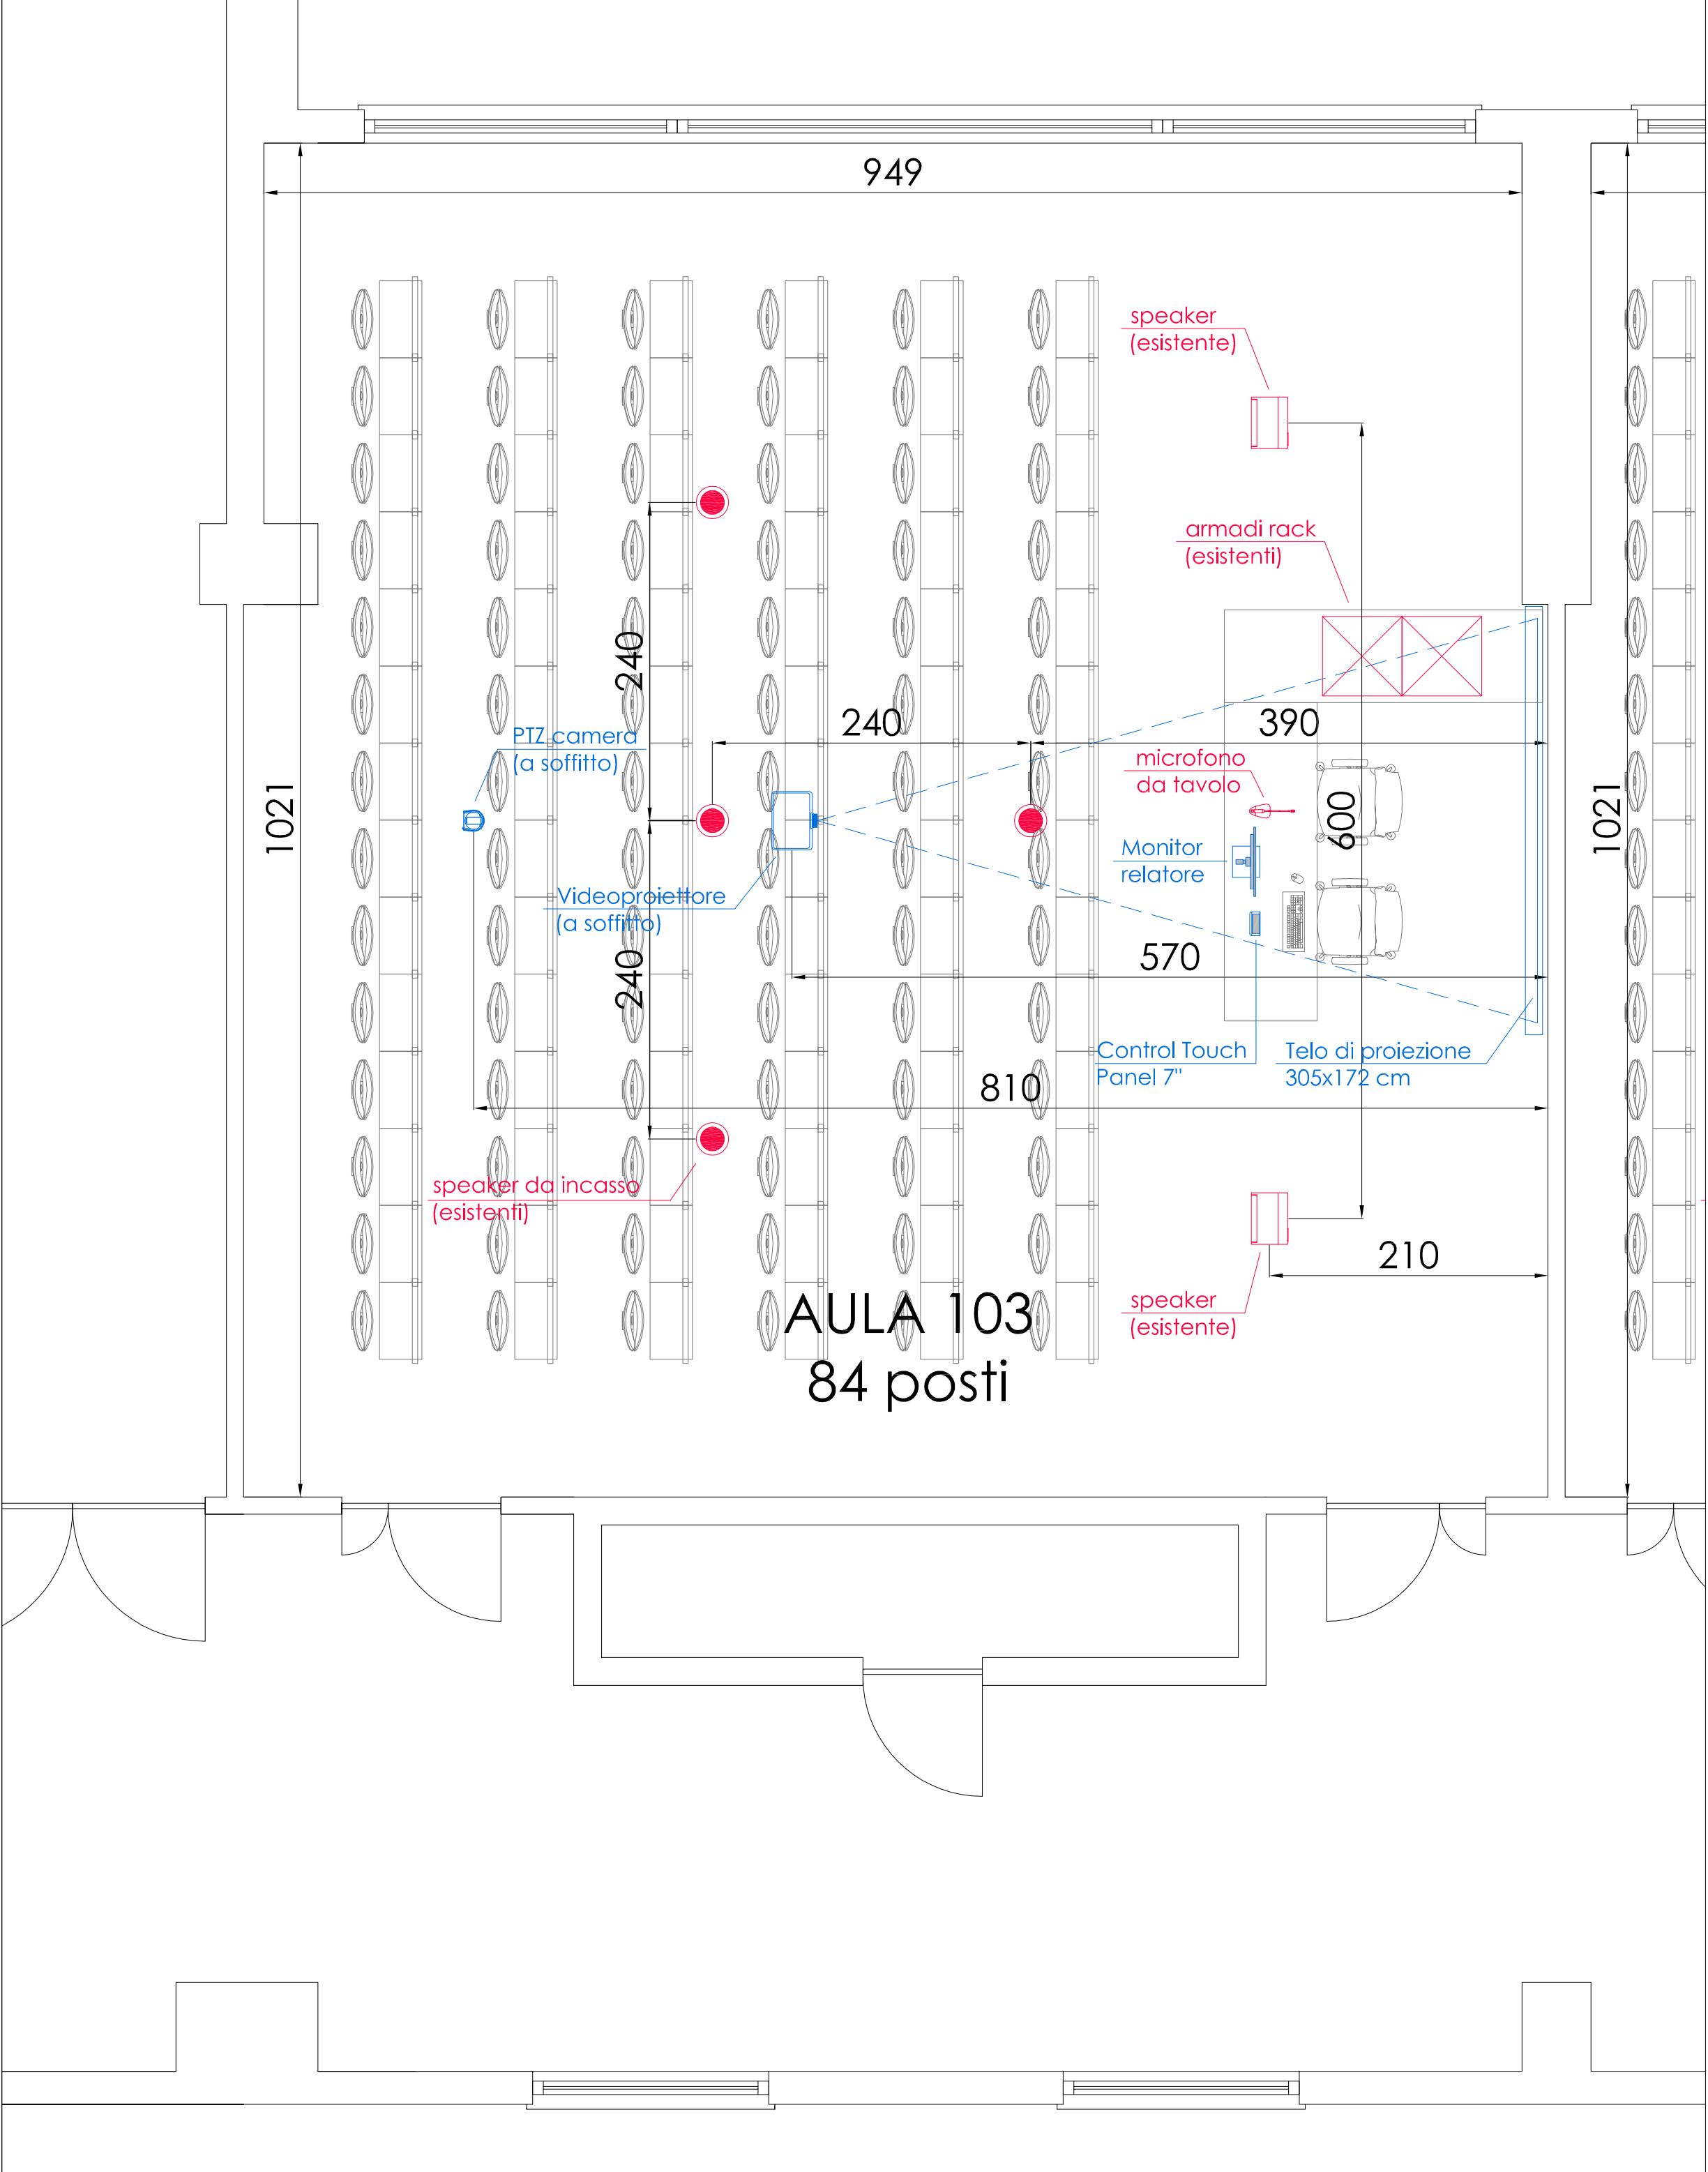 949
speaker
(esistente)
armadi rack
(esistenti)
240
240
390
PTZ camera
(a soffitto)
microfono
da tavolo
1021
600
1021
Monitor
relatore
Videoproiettore
(a soffitto)
570
240
Control Touch
Panel 7"
Telo di proiezione
305x172 cm
810
speaker da incasso
(esistenti)
210
speaker
(esistente)
AULA 103
84 posti